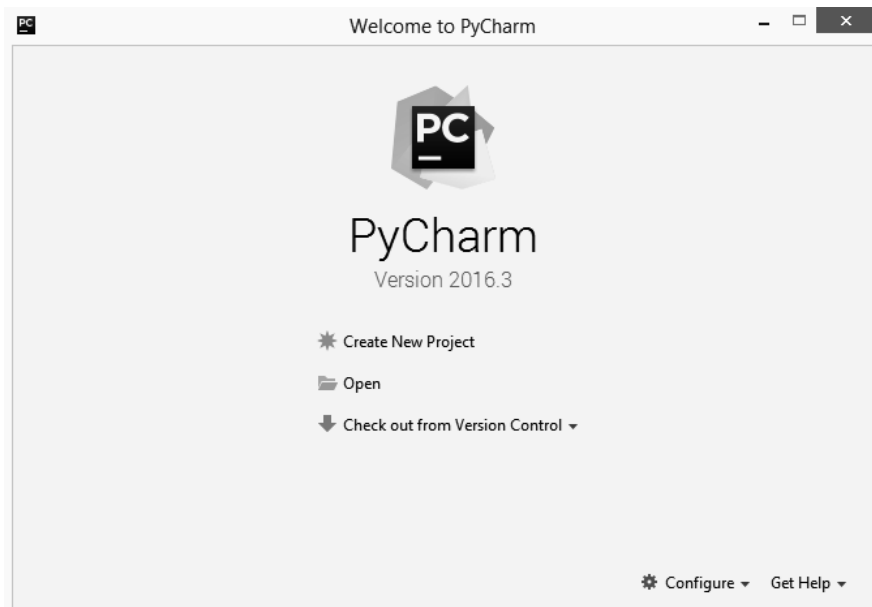 PC
Welcome to PyCharm
PC
PyCharm
Version 2016.3
Create New Project
Open
Check out from Version Control
Configure
Get Help